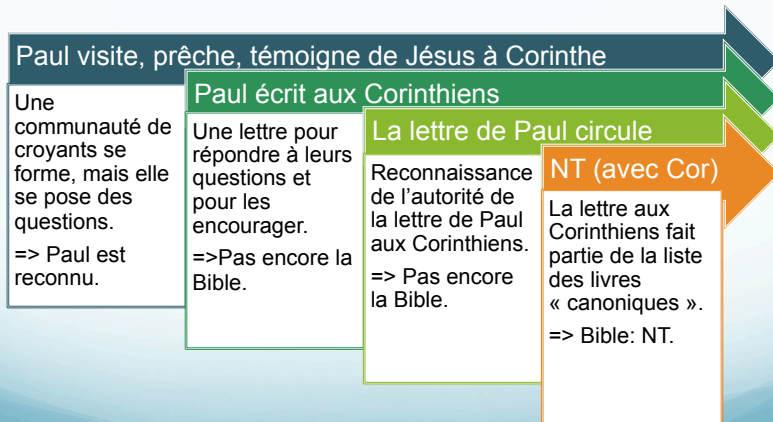 Paul visite, prêche, témoigne de Jésus à Corinthe
Une
communauté de
croyants se
forme, mais elle
se pose des
questions.
=> Paul est
reconnu.
Paul écrit aux Corinthiens
Une lettre pour
répondre à leurs
questions et
pour les
encourager.
=>Pas encore la
Bible.
La lettre de Paul circule
Reconnaissance
de l’autorité de
la lettre de Paul
aux Corinthiens.
=> Pas encore
la Bible.
NT (avec Cor)
La lettre aux
Corinthiens fait
partie de la liste
des livres
« canoniques ».
=> Bible: NT.